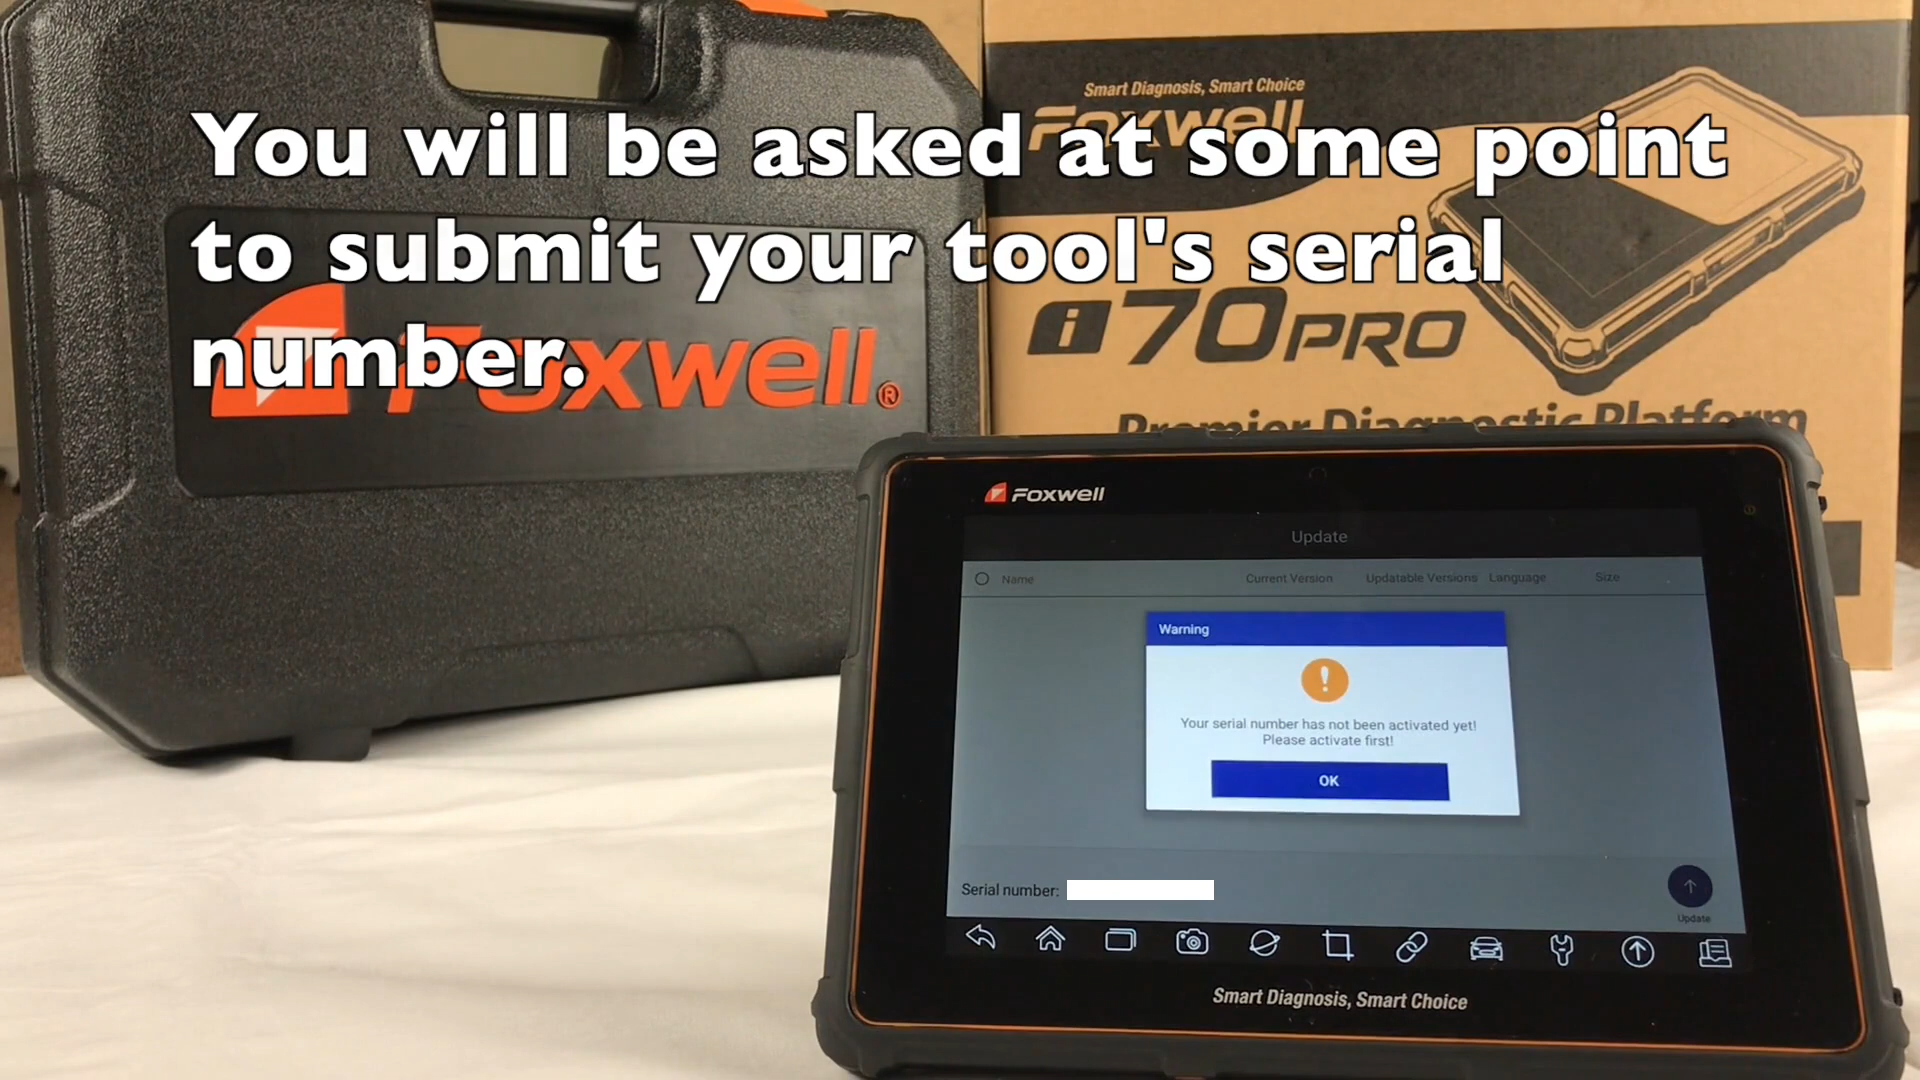 You will be asked at some point
to submit your tool's serial
number.
Foxwell®
Smart Diagnosis, Smart Choice
Foxwell
i70PRO
Premier Diagnostic Platform
Foxwell
Update
Name Current Version Updatable Versions Language Size
Warning
!
Your serial number has not been activated yet!
Please activate first!
OK
Serial number:
Update
Smart Diagnosis, Smart Choice